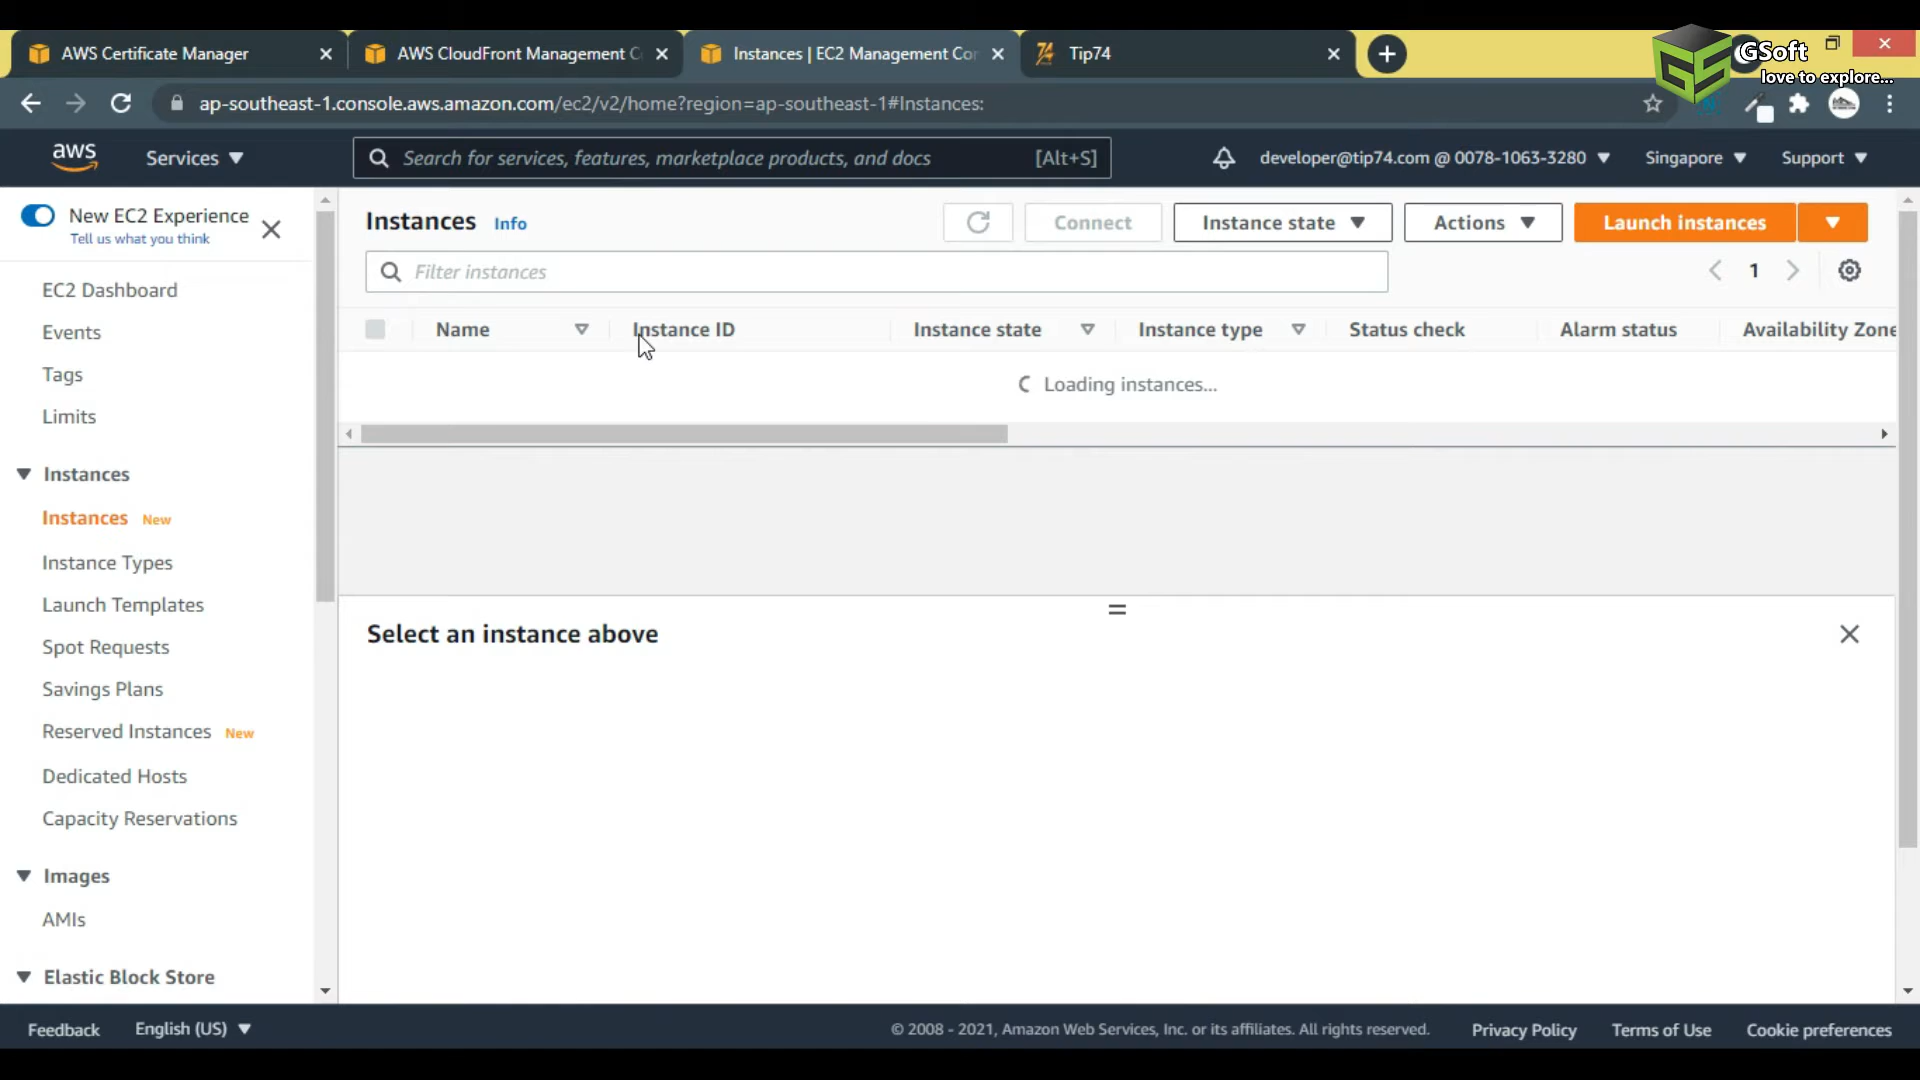 AWS Certificate Manager
AWS CloudFront Management C
Instances | EC2 Management Con
Tip74
GSoft
love to explore...
ap-southeast-1.console.aws.amazon.com/ec2/v2/home?region=ap-southeast-1#Instances:
aws
Services
Search for services, features, marketplace products, and docs
[Alt+S]
developer@tip74.com @ 0078-1063-3280
Singapore
Support
New EC2 Experience
Tell us what you think
EC2 Dashboard
Events
Tags
Limits
Instances
Instances New
Instance Types
Launch Templates
Spot Requests
Savings Plans
Reserved Instances New
Dedicated Hosts
Capacity Reservations
Images
AMIs
Elastic Block Store
Instances Info
Connect
Instance state
Actions
Launch instances
Filter instances
1
Name
Instance ID
Instance state
Instance type
Status check
Alarm status
Availability Zone
Loading instances...
Select an instance above
Feedback
English (US)
© 2008 - 2021, Amazon Web Services, Inc. or its affiliates. All rights reserved.
Privacy Policy
Terms of Use
Cookie preferences